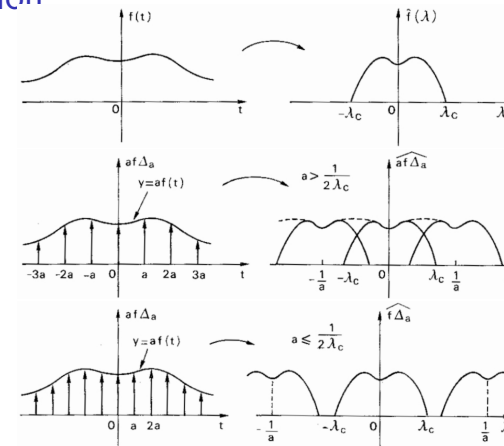 f(t)
f̂(λ)
0
t
-λc
0
λc
λ
afΔa
y=af(t)
a > 1/2λc
afΔa
-3a -2a -a 0 a 2a 3a
t
-1/a -λc 0 λc 1/a
afΔa
y=af(t)
a ⩽ 1/2λc
fΔa
0 a 2a
t
-1/a -λc 0 λc 1/a